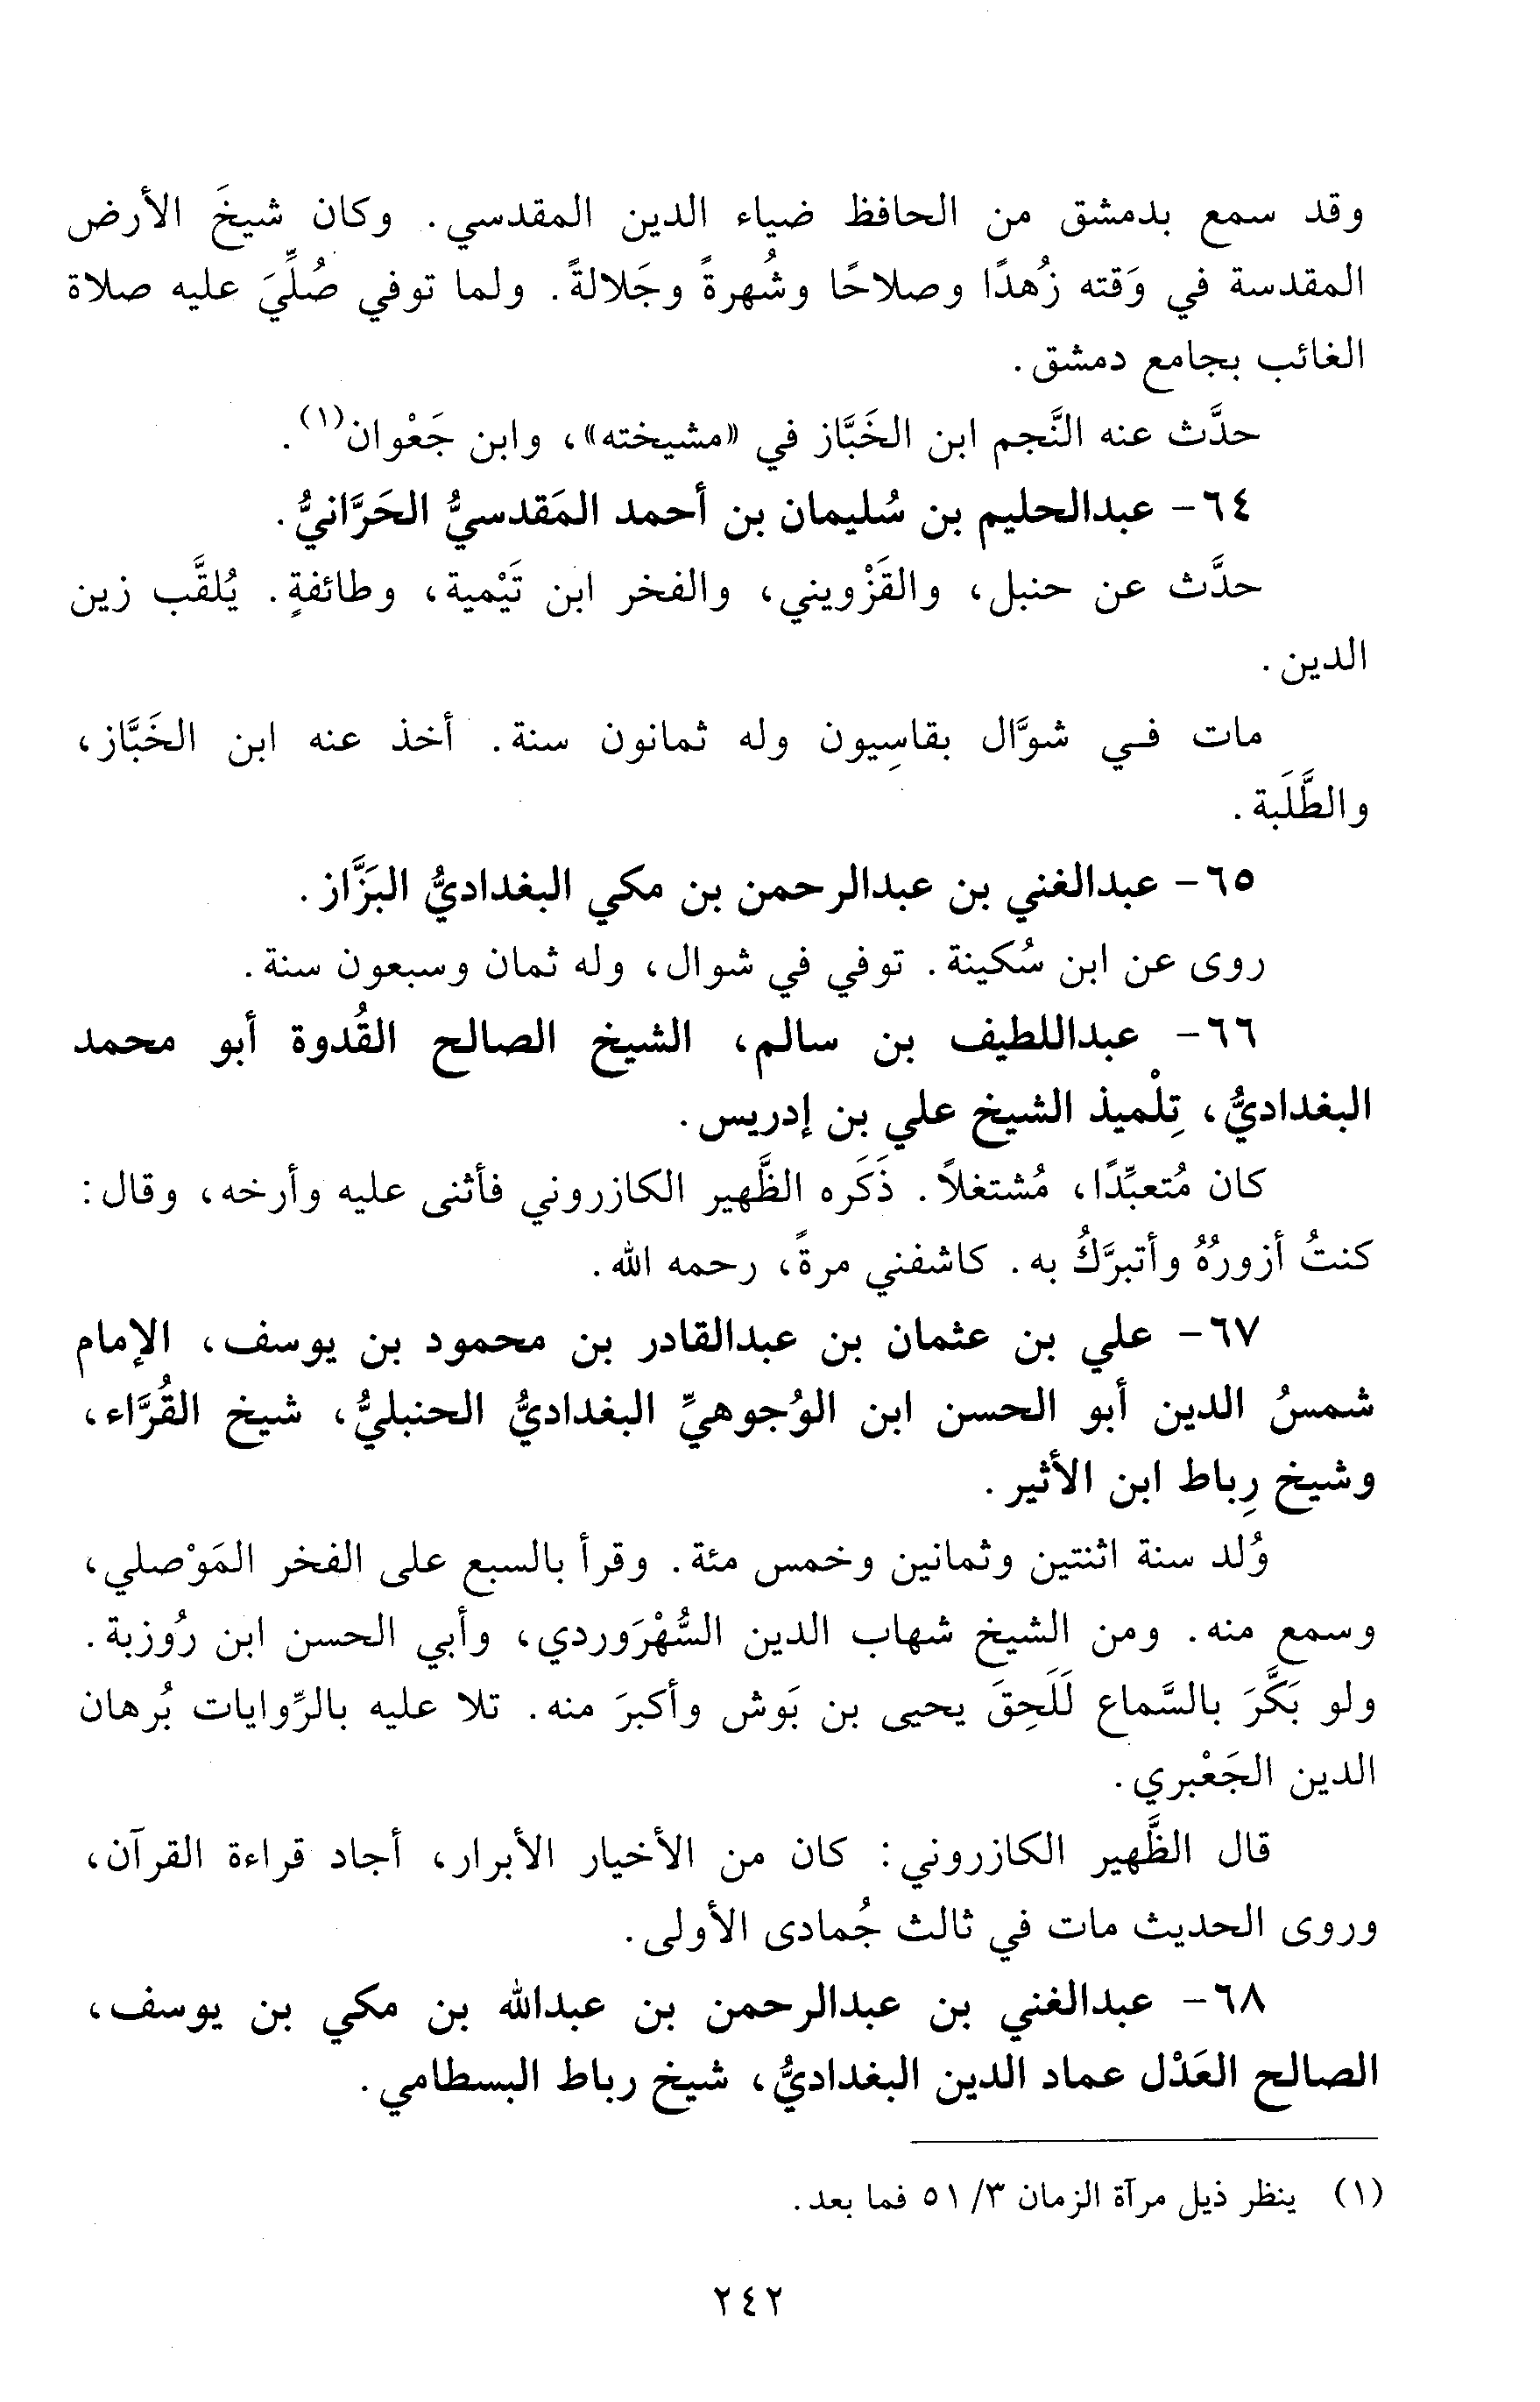 وقد سمع بدمشق من الحافظ ضياء الدين المقدسي. وكان شيخَ الأرض
المقدسة في وَقته زُهدًا وصلاحًا وشُهرةً وجَلالةً. ولما توفي صُلِّيَ عليه صلاة
الغائب بجامع دمشق.
حدَّث عنه النَّجم ابن الخَبَّاز في «مشيخته»، وابن جَعْوان(١).
٦٤- عبدالحليم بن سُليمان بن أحمد المَقدسيُّ الحَرَّانيُّ.
حدَّث عن حنبل، والقَزْويني، والفخر ابن تَيْمية، وطائفةٍ. يُلقَّب زين
الدين.
مات في شوَّال بقاسِيون وله ثمانون سنة. أخذ عنه ابن الخَبَّاز،
والطَّلَبة.
٦٥- عبدالغني بن عبدالرحمن بن مكي البغداديُّ البَزَّاز.
روى عن ابن سُكينة. توفي في شوال، وله ثمان وسبعون سنة.
٦٦- عبداللطيف بن سالم، الشيخ الصالح القُدوة أبو محمد
البغداديُّ، تِلْميذ الشيخ علي بن إدريس.
كان مُتعبِّدًا، مُشتغلاً. ذَكَره الظَّهير الكازروني فأثنى عليه وأرخه، وقال:
كنتُ أزورُهُ وأتبرَّكُ به. كاشفني مرةً، رحمه الله.
٦٧- علي بن عثمان بن عبدالقادر بن محمود بن يوسف، الإمام
شمسُ الدين أبو الحسن ابن الوُجوهيِّ البغداديُّ الحنبليُّ، شيخ القُرَّاء،
وشيخ رِباط ابن الأثير.
وُلد سنة اثنتين وثمانين وخمس مئة. وقرأ بالسبع على الفخر المَوْصلي،
وسمع منه. ومن الشيخ شهاب الدين السُّهْرَوردي، وأبي الحسن ابن رُوزبة.
ولو بَكَّرَ بالسَّماع لَلَحِقَ يحيى بن بَوش وأكبرَ منه. تلا عليه بالرِّوايات بُرهان
الدين الجَعْبري.
قال الظَّهير الكازروني: كان من الأخيار الأبرار، أجاد قراءة القرآن،
وروى الحديث مات في ثالث جُمادى الأولى.
٦٨- عبدالغني بن عبدالرحمن بن عبدالله بن مكي بن يوسف،
الصالح العَدْل عماد الدين البغداديُّ، شيخ رباط البسطامي.
(١) ينظر ذيل مرآة الزمان ٣/ ٥١ فما بعد.
٢٤٢